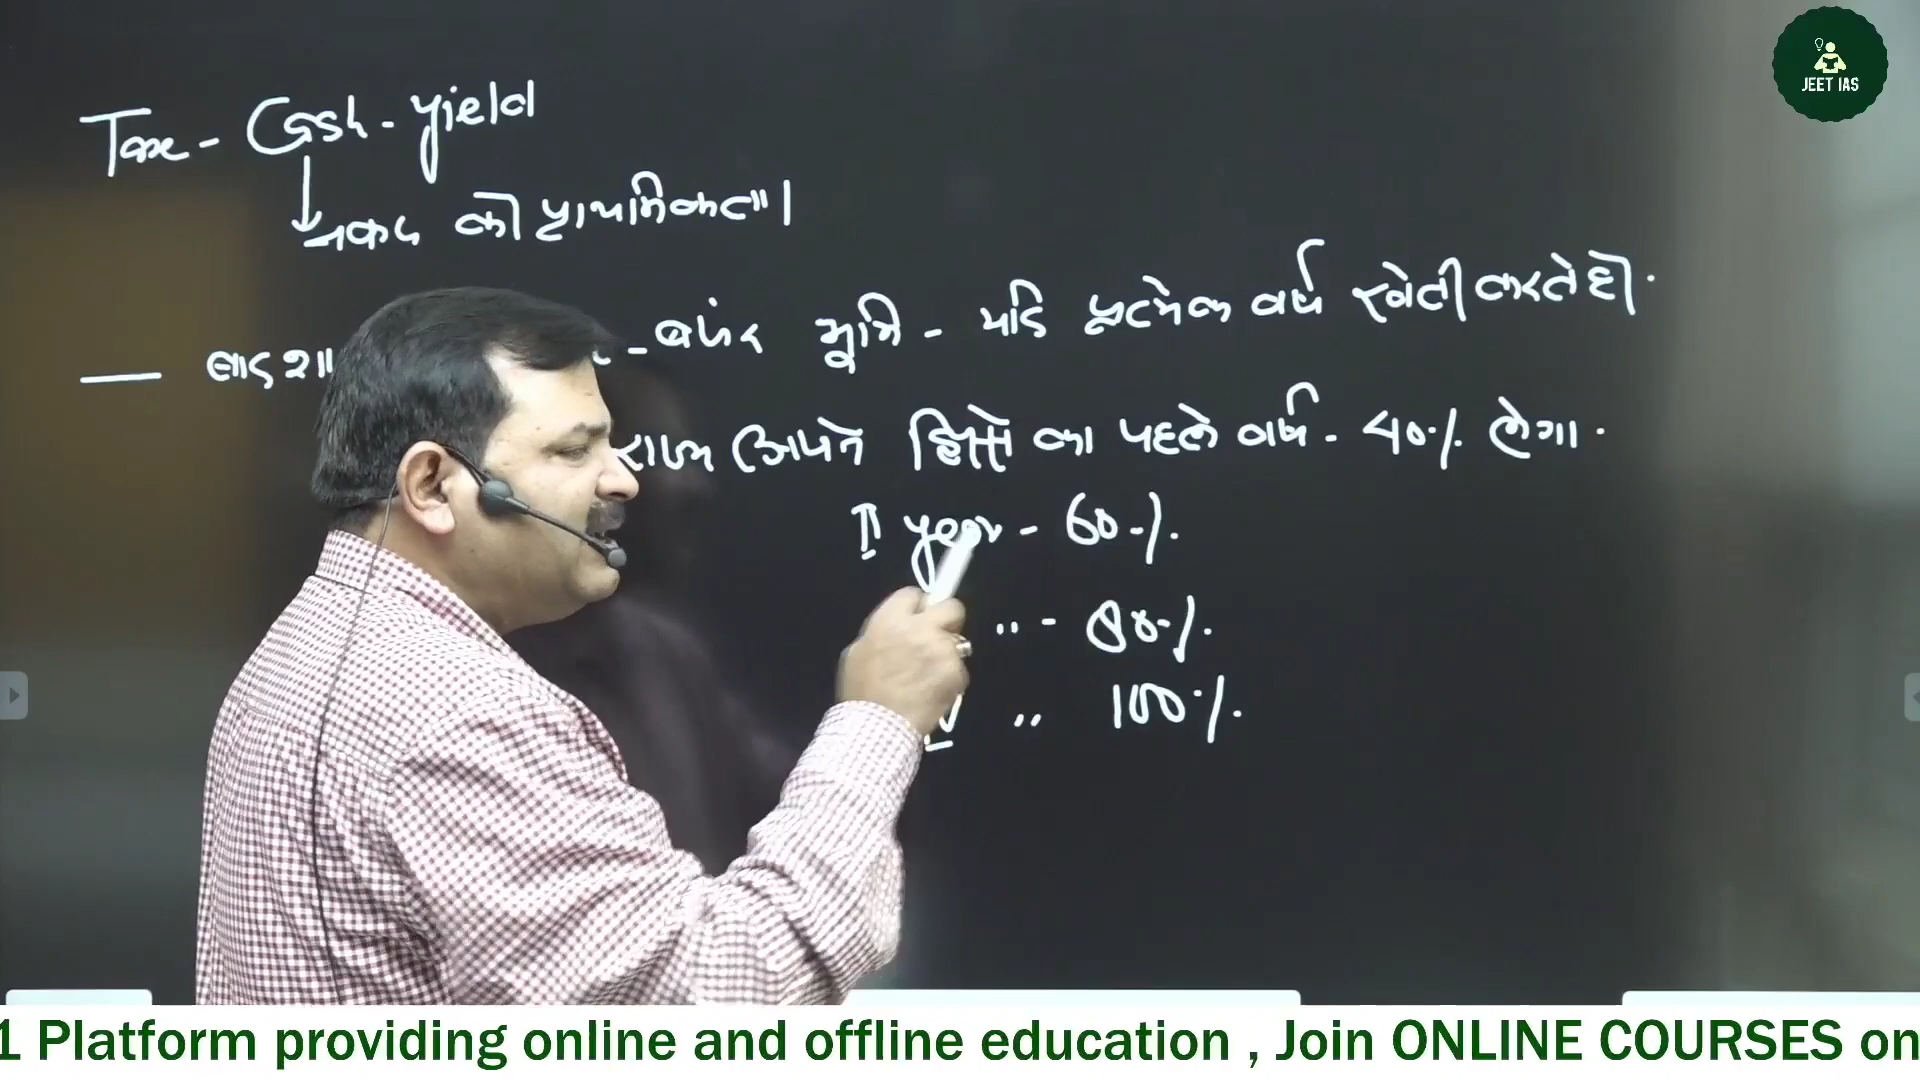 JEET IAS
Tax - Cash - yield
नकद को प्राथमिकता।
- बंजर भूमि - यदि प्रत्येक वर्ष खेती करते हो.
राज्य अपने हिस्से का पहले वर्ष - 40%. लेगा.
II year - 60%.
" - 80%.
IV " 100%.
1 Platform providing online and offline education , Join ONLINE COURSES on